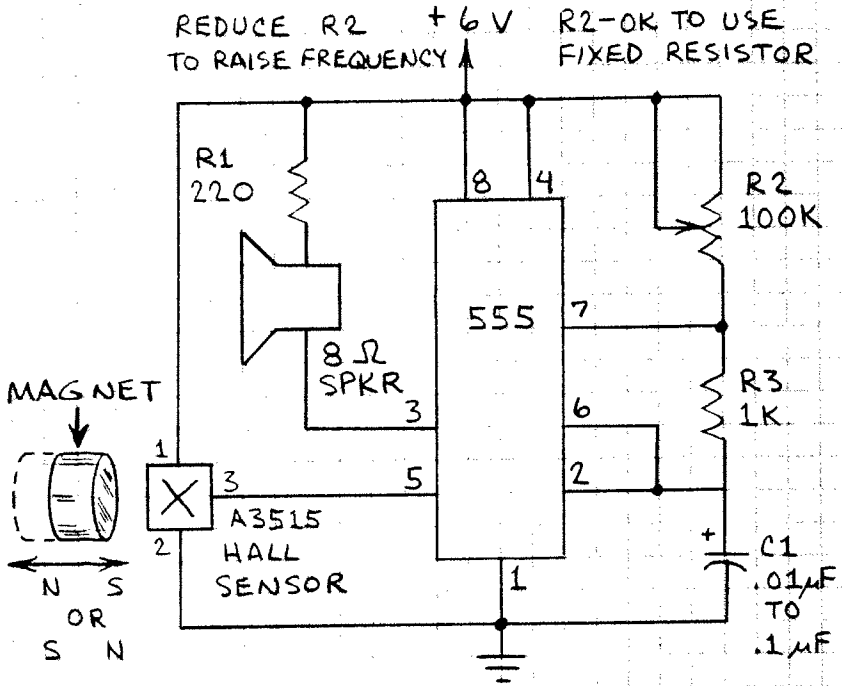 REDUCE R2
TO RAISE FREQUENCY
+6V
R2-OK TO USE
FIXED RESISTOR
R1
220
8
4
R2
100K
555
7
8 Ω
SPKR
R3
1K
MAGNET
3
6
1
3
5
2
A3515
HALL
SENSOR
2
1
+
C1
.01µF
TO
.1µF
N S
OR
S N